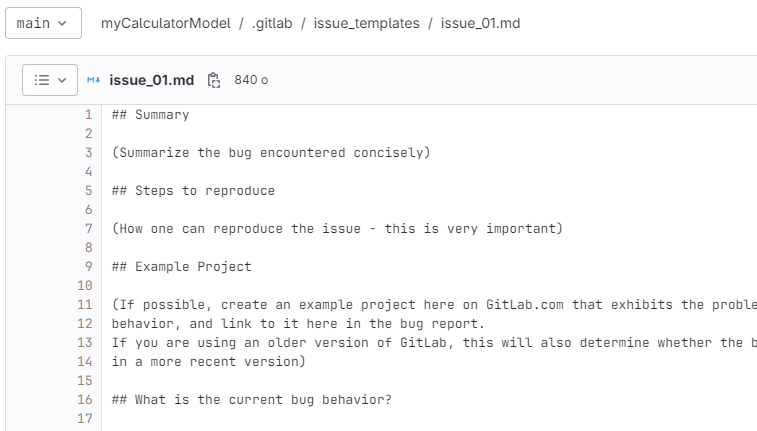 main
myCalculatorModel / .gitlab / issue_templates / issue_01.md
issue_01.md 840 o
1 ## Summary
2
3 (Summarize the bug encountered concisely)
4
5 ## Steps to reproduce
6
7 (How one can reproduce the issue - this is very important)
8
9 ## Example Project
10
11 (If possible, create an example project here on GitLab.com that exhibits the proble
12 behavior, and link to it here in the bug report.
13 If you are using an older version of GitLab, this will also determine whether the b
14 in a more recent version)
15
16 ## What is the current bug behavior?
17